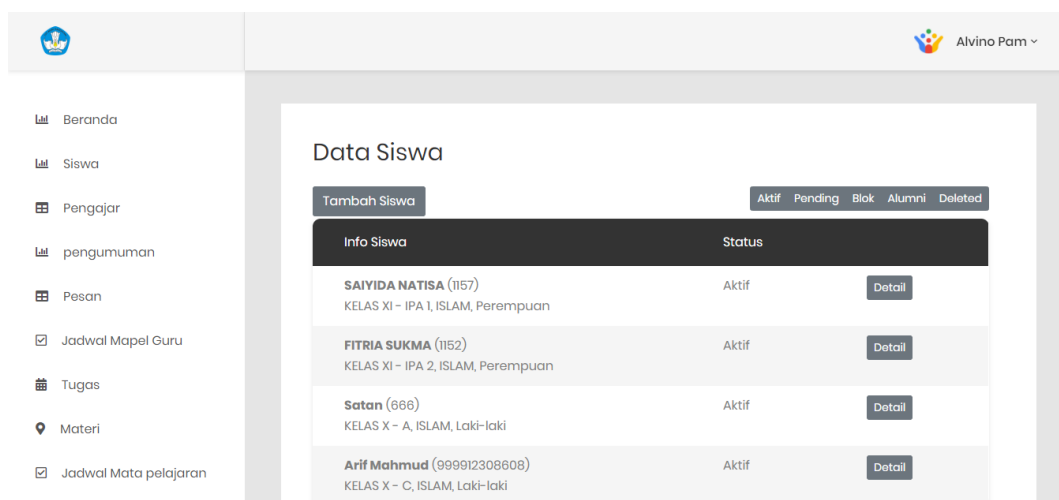 Alvino Pam
Beranda
Siswa
Pengajar
pengumuman
Pesan
Jadwal Mapel Guru
Tugas
Materi
Jadwal Mata pelajaran
Data Siswa
Tambah Siswa
Aktif Pending Blok Alumni Deleted
Info Siswa Status
SAIYIDA NATISA (1157) Aktif Detail
KELAS XI - IPA 1, ISLAM, Perempuan
FITRIA SUKMA (1152) Aktif Detail
KELAS XI - IPA 2, ISLAM, Perempuan
Satan (666) Aktif Detail
KELAS X - A, ISLAM, Laki-laki
Arif Mahmud (999912308608) Aktif Detail
KELAS X - C, ISLAM, Laki-laki